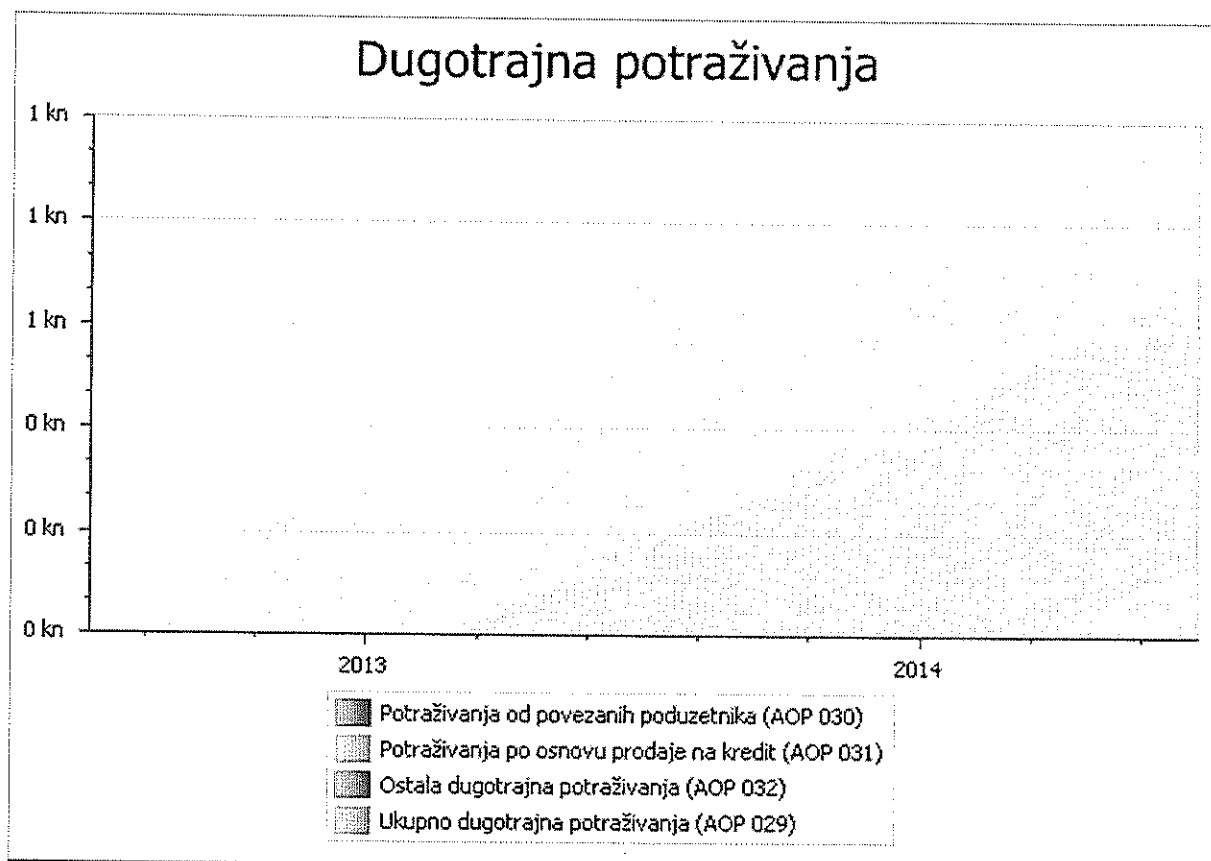 Dugotrajna potraživanja
1 kn
1 kn
1 kn
0 kn
0 kn
0 kn
2013
2014
Potraživanja od povezanih poduzetnika (AOP 030)
Potraživanja po osnovu prodaje na kredit (AOP 031)
Ostala dugotrajna potraživanja (AOP 032)
Ukupno dugotrajna potraživanja (AOP 029)